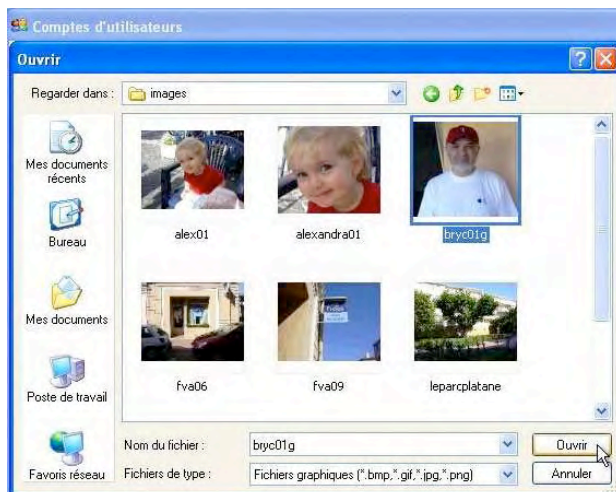 Comptes d'utilisateurs
Ouvrir
Regarder dans :
images
Mes documents
récents
Bureau
Mes documents
Poste de travail
Favoris réseau
alex01
alexandra01
bryc01g
fva06
fva09
leparcplatane
Nom du fichier :
bryc01g
Ouvrir
Fichiers de type :
Fichiers graphiques (*.bmp,*.gif,*.jpg,*.png)
Annuler